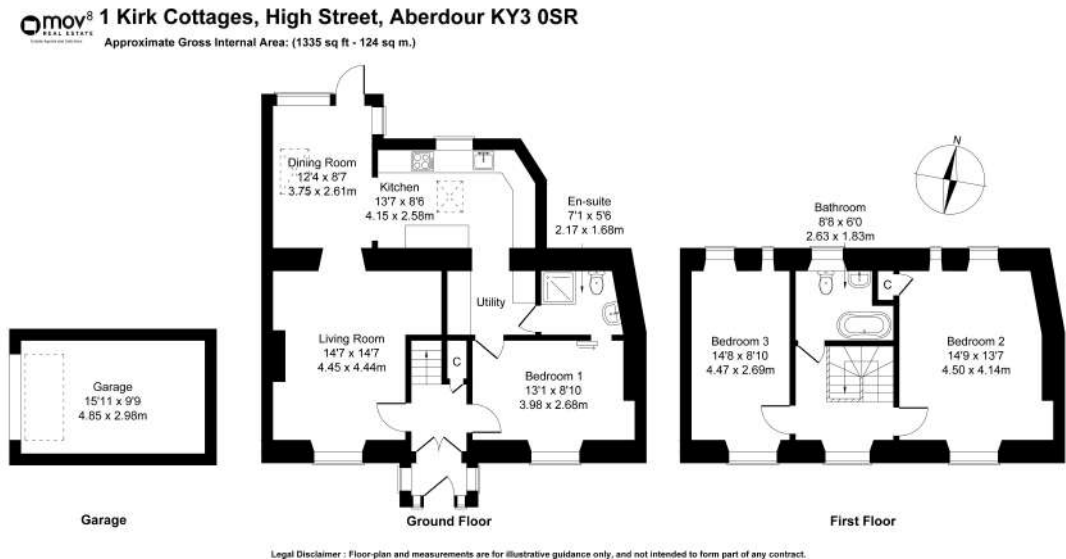 mov⁸
REAL ESTATE
1 Kirk Cottages, High Street, Aberdour KY3 0SR
Approximate Gross Internal Area: (1335 sq ft - 124 sq m.)
Dining Room
12'4 x 8'7
3.75 x 2.61m
Kitchen
13'7 x 8'6
4.15 x 2.58m
En-suite
7'1 x 5'6
2.17 x 1.68m
Utility
Living Room
14'7 x 14'7
4.45 x 4.44m
C
Bedroom 1
13'1 x 8'10
3.98 x 2.68m
Garage
15'11 x 9'9
4.85 x 2.98m
N
Bathroom
8'8 x 6'0
2.63 x 1.83m
C
Bedroom 3
14'8 x 8'10
4.47 x 2.69m
Bedroom 2
14'9 x 13'7
4.50 x 4.14m
Garage
Ground Floor
First Floor
Legal Disclaimer : Floor-plan and measurements are for illustrative guidance only, and not intended to form part of any contract.